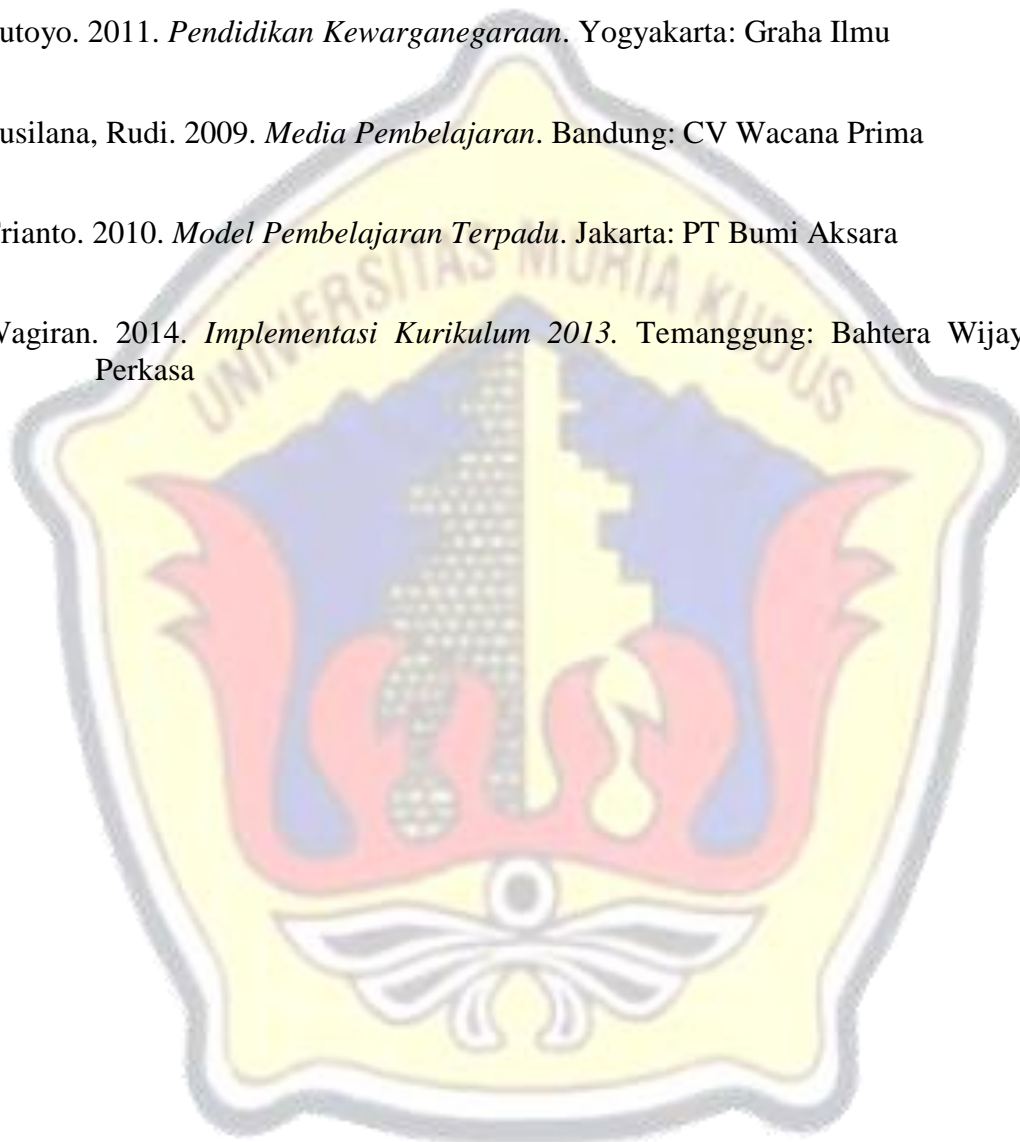 utoyo. 2011. Pendidikan Kewarganegaraan. Yogyakarta: Graha Ilmu
usilana, Rudi. 2009. Media Pembelajaran. Bandung: CV Wacana Prima
rianto. 2010. Model Pembelajaran Terpadu. Jakarta: PT Bumi Aksara
UNIVERSITAS MURIA KUDUS
Wagiran. 2014. Implementasi Kurikulum 2013. Temanggung: Bahtera Wijay
Perkasa